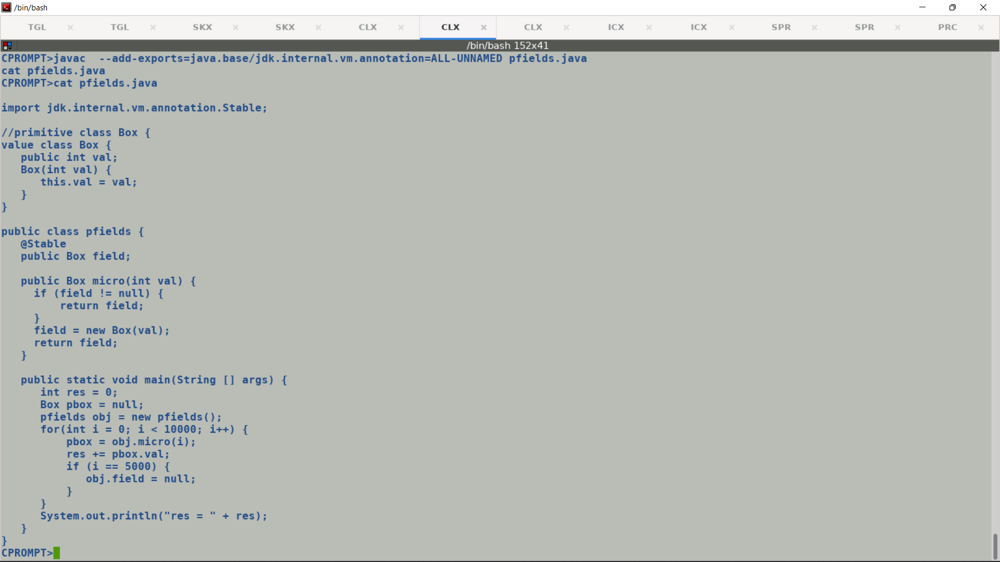 /bin/bash
TGL × TGL × SKX × SKX × CLX × CLX × CLX × ICX × ICX × SPR × SPR × PRC ×
/bin/bash 152x41
CPROMPT>javac  --add-exports=java.base/jdk.internal.vm.annotation=ALL-UNNAMED pfields.java
cat pfields.java
CPROMPT>cat pfields.java

import jdk.internal.vm.annotation.Stable;

//primitive class Box {
value class Box {
   public int val;
   Box(int val) {
      this.val = val;
   }
}

public class pfields {
   @Stable
   public Box field;

   public Box micro(int val) {
     if (field != null) {
         return field;
     }
     field = new Box(val);
     return field;
   }

   public static void main(String [] args) {
      int res = 0;
      Box pbox = null;
      pfields obj = new pfields();
      for(int i = 0; i < 10000; i++) {
          pbox = obj.micro(i);
          res += pbox.val;
          if (i == 5000) {
             obj.field = null;
          }
      }
      System.out.println("res = " + res);
   }
}
CPROMPT>